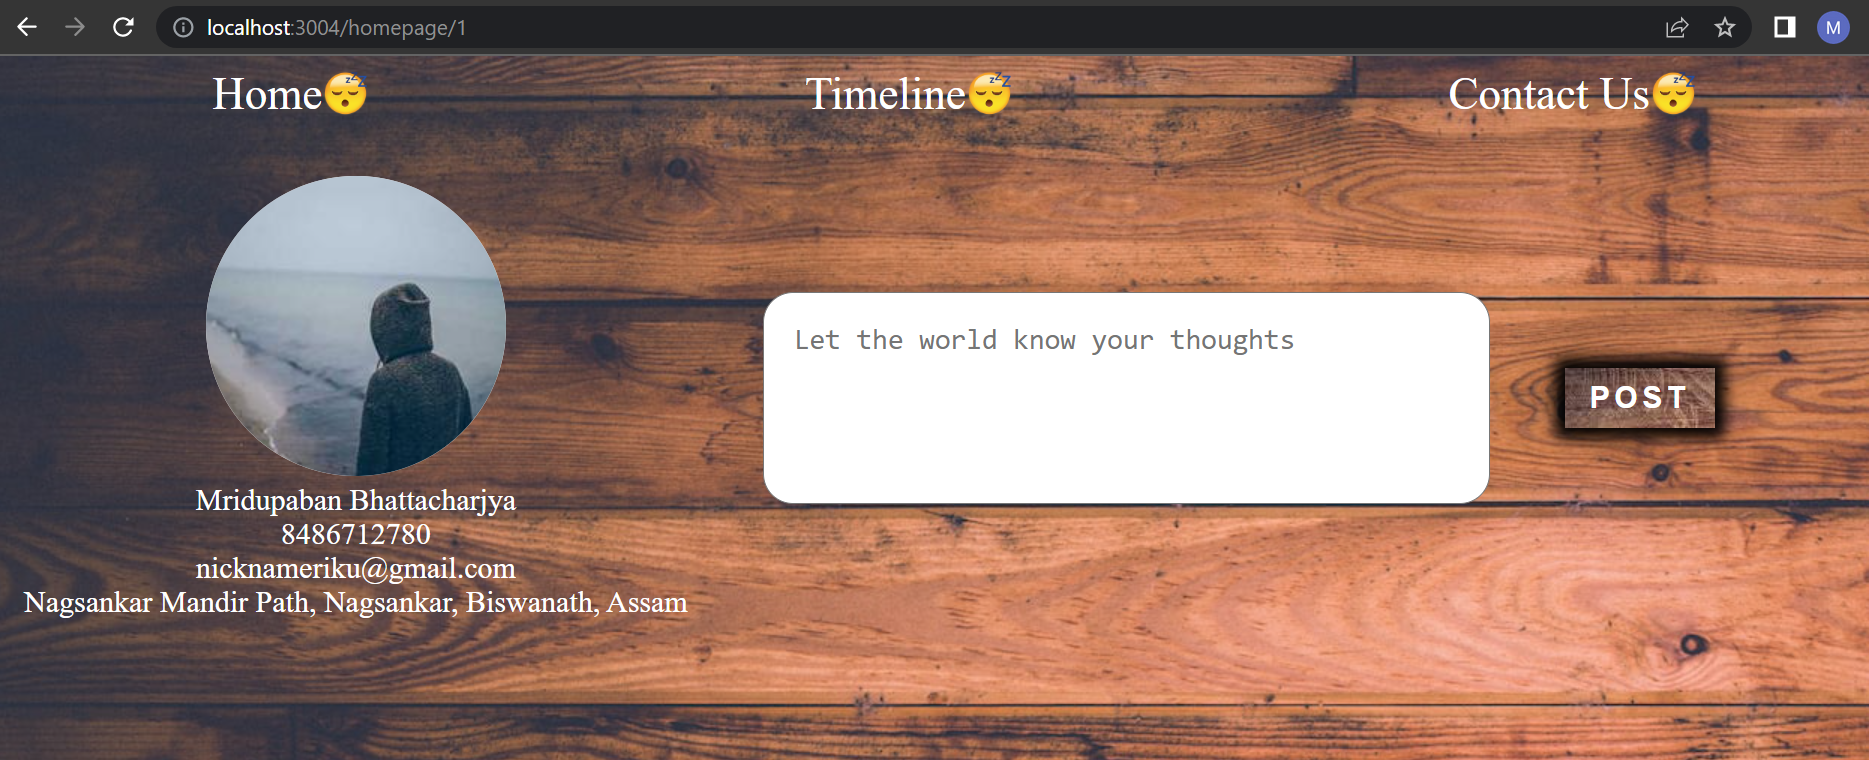 localhost:3004/homepage/1
M
Home😴 Timeline😴 Contact Us😴
Let the world know your thoughts
POST
Mridupaban Bhattacharjya
8486712780
nicknameriku@gmail.com
Nagsankar Mandir Path, Nagsankar, Biswanath, Assam